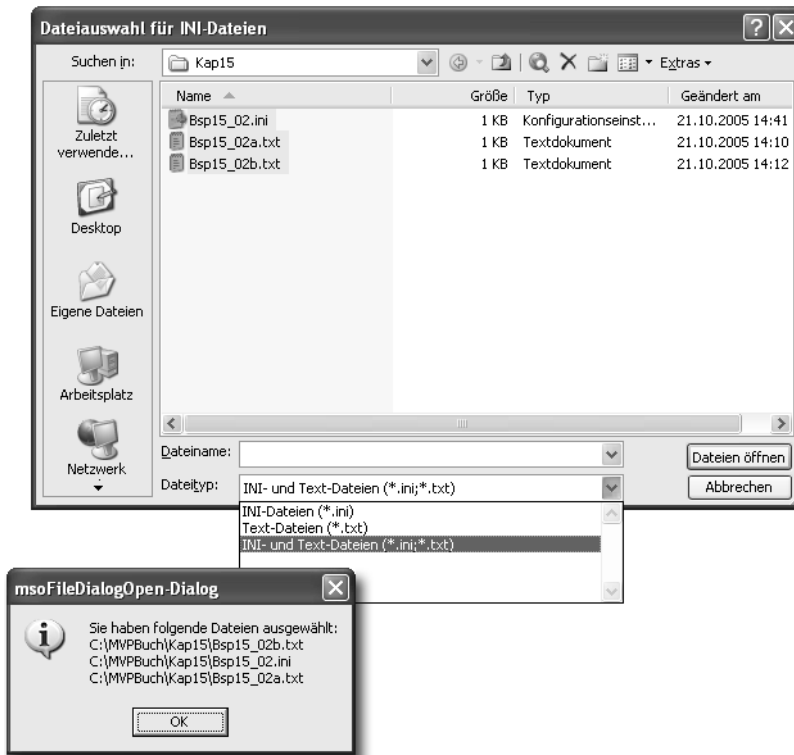 Dateiauswahl für INI-Dateien
Suchen in: Kap15 Extras
Name Größe Typ Geändert am
Bsp15_02.ini 1 KB Konfigurationseinst... 21.10.2005 14:41
Bsp15_02a.txt 1 KB Textdokument 21.10.2005 14:10
Bsp15_02b.txt 1 KB Textdokument 21.10.2005 14:12
Zuletzt
verwende...
Desktop
Eigene Dateien
Arbeitsplatz
Netzwerk
Dateiname: Dateien öffnen
Dateityp: INI- und Text-Dateien (*.ini;*.txt) Abbrechen
INI-Dateien (*.ini)
Text-Dateien (*.txt)
INI- und Text-Dateien (*.ini;*.txt)
msoFileDialogOpen-Dialog
Sie haben folgende Dateien ausgewählt:
C:\MVPBuch\Kap15\Bsp15_02b.txt
C:\MVPBuch\Kap15\Bsp15_02.ini
C:\MVPBuch\Kap15\Bsp15_02a.txt
OK